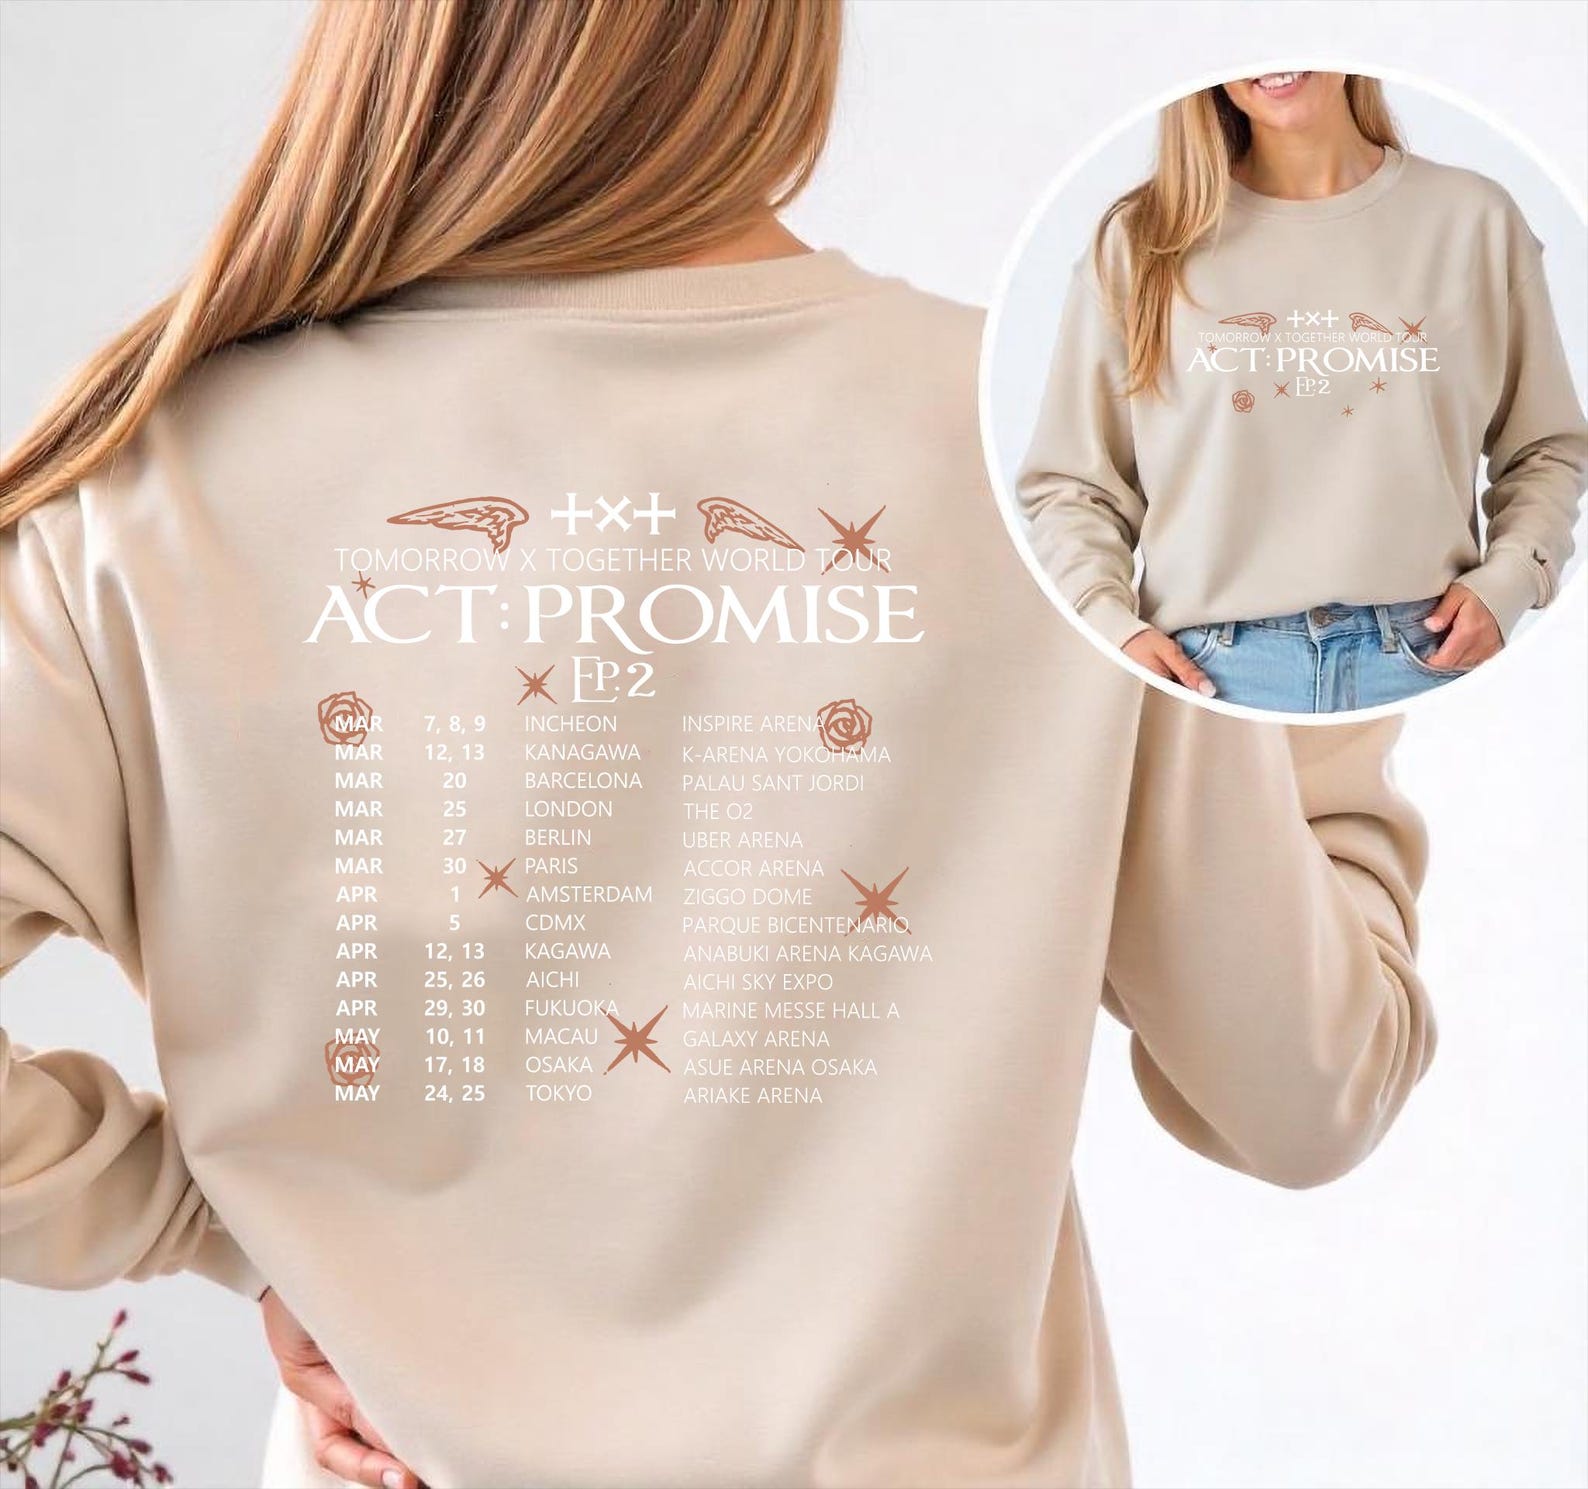 TXT
TOMORROW X TOGETHER WORLD TOUR
ACT: PROMISE
EP. 2
MAR 7, 8, 9 INCHEON INSPIRE ARENA
MAR 12, 13 KANAGAWA K-ARENA YOKOHAMA
MAR 20 BARCELONA PALAU SANT JORDI
MAR 25 LONDON THE O2
MAR 27 BERLIN UBER ARENA
MAR 30 PARIS ACCOR ARENA
APR 1 AMSTERDAM ZIGGO DOME
APR 5 CDMX PARQUE BICENTENARIO
APR 12, 13 KAGAWA ANABUKI ARENA KAGAWA
APR 25, 26 AICHI AICHI SKY EXPO
APR 29, 30 FUKUOKA MARINE MESSE HALL A
MAY 10, 11 MACAU GALAXY ARENA
MAY 17, 18 OSAKA ASUE ARENA OSAKA
MAY 24, 25 TOKYO ARIAKE ARENA
TXT
TOMORROW X TOGETHER WORLD TOUR
ACT: PROMISE
EP. 2